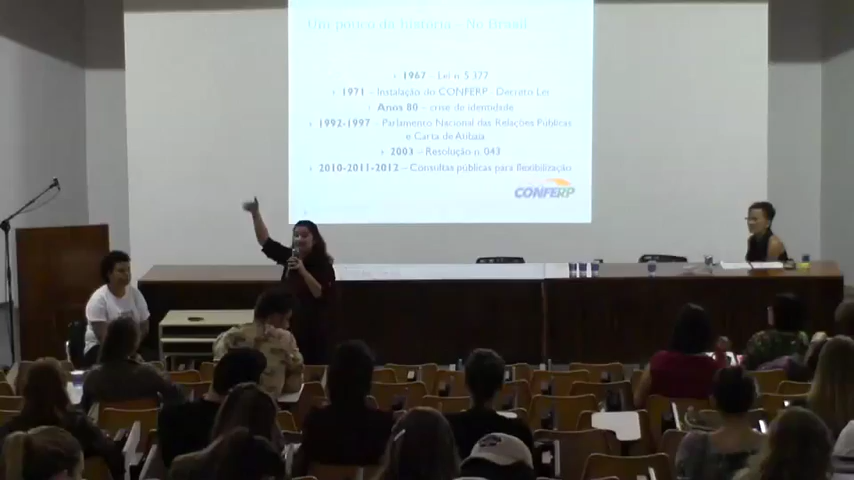 Um pouco da história – No Brasil
1967 – Lei n 5.377
1971 – Instalação do CONFERP Decreto Lei
Anos 80 – crise de identidade
1992-1997 – Parlamento Nacional das Relações Públicas
e Carta de Atibaia
2003 – Resolução n. 043
2010-2011-2012 – Consultas públicas para flexibilização
CONFERP